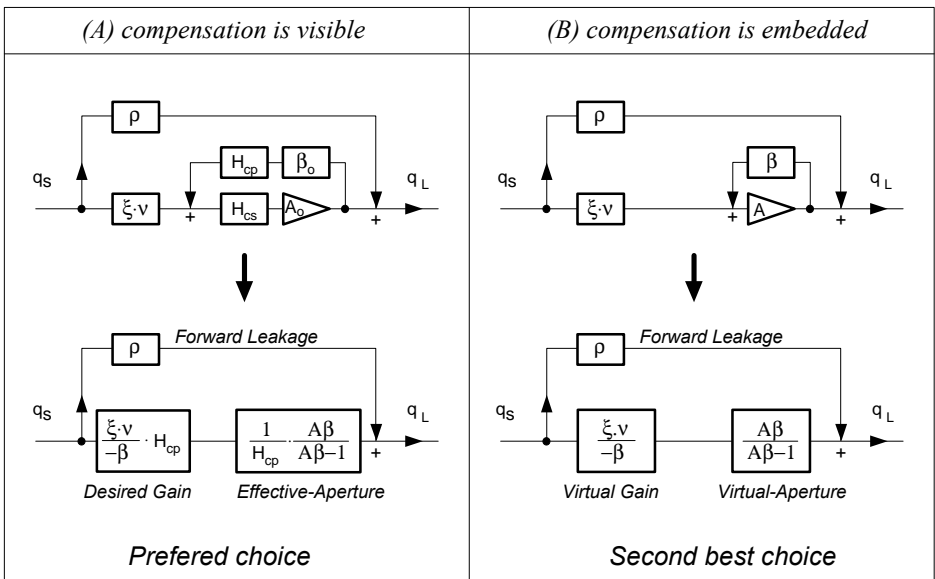 (A) compensation is visible
ρ
H_cp β_o
q_S q_L
ξ·ν + H_cs A_o +
Forward Leakage
ρ
q_S q_L
ξ·ν/−β · H_cp 1/H_cp · Aβ/Aβ−1 +
Desired Gain Effective-Aperture
Prefered choice
(B) compensation is embedded
ρ
β
q_S q_L
ξ·ν + A +
Forward Leakage
ρ
q_S q_L
ξ.ν/−β Aβ/Aβ−1 +
Virtual Gain Virtual-Aperture
Second best choice